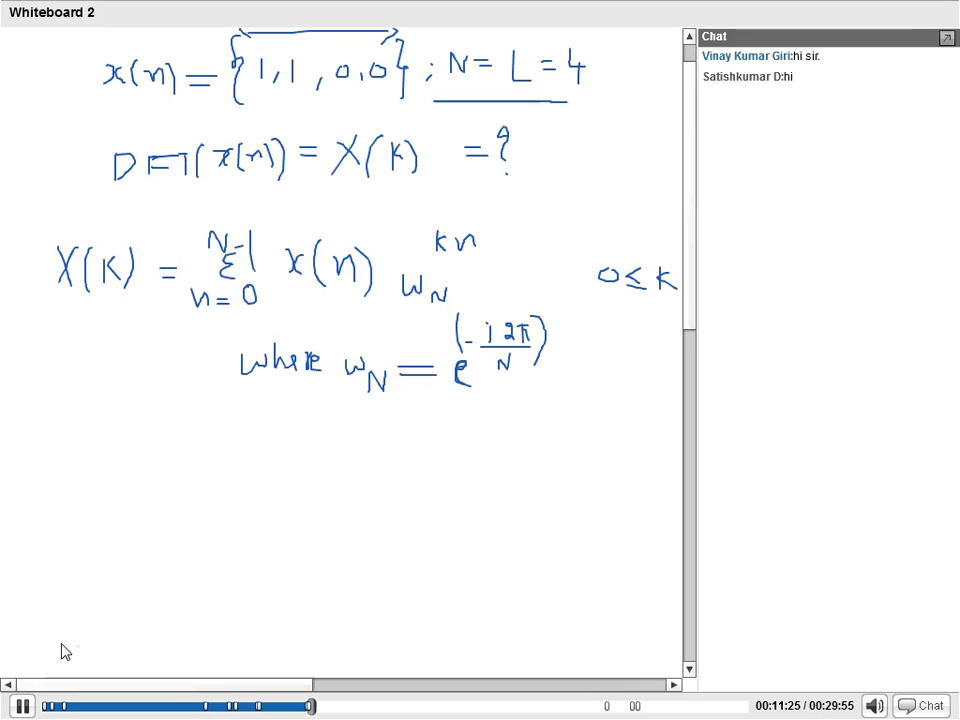 Whiteboard 2
x(n) = {1, 1, 0, 0} ; N = L = 4
DFT(x(n)) = X(K) = ?
X(K) = Σ_{n=0}^{N-1} x(n) W_N^{kn} 0 ≤ K
where W_N = e^{(-j2π/N)}
Chat
Vinay Kumar Giri:hi sir.
Satishkumar D:hi
00:11:25 / 00:29:55
Chat